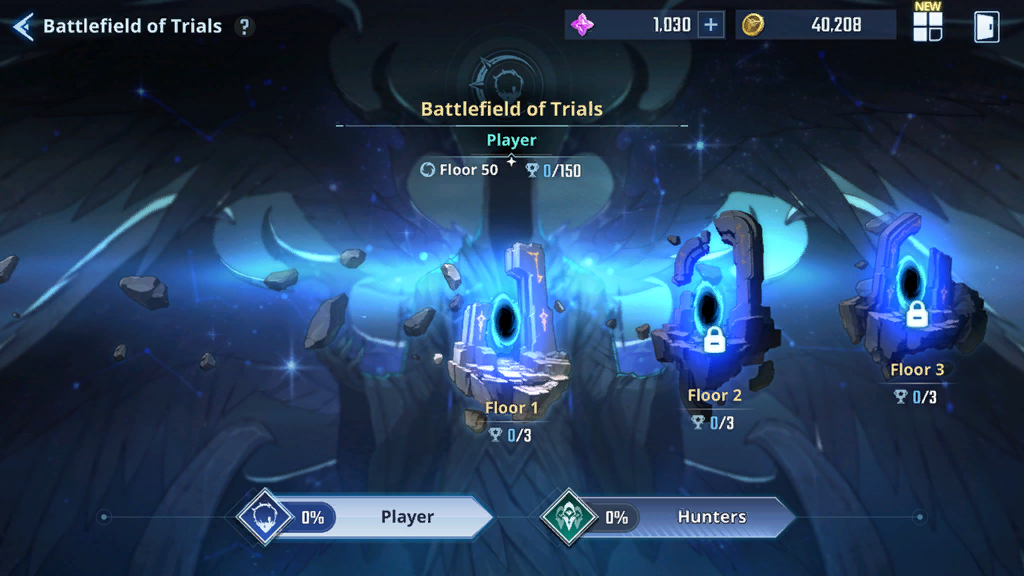 Battlefield of Trials ?
1,030 +
40,208
NEW
Battlefield of Trials
Player
Floor 50 0/150
Floor 1
0/3
Floor 2
0/3
Floor 3
0/3
0% Player
0% Hunters